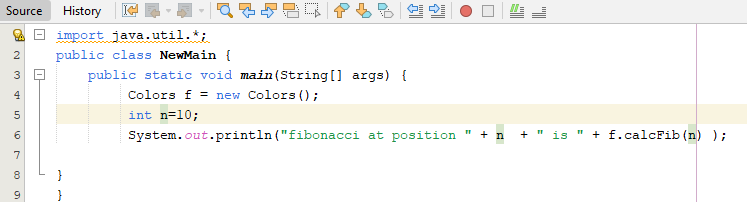 Source History
import java.util.*;
2 public class NewMain {
3 public static void main(String[] args) {
4 Colors f = new Colors();
5 int n=10;
6 System.out.println("fibonacci at position " + n  + " is " + f.calcFib(n) );
7
8 }
9 }